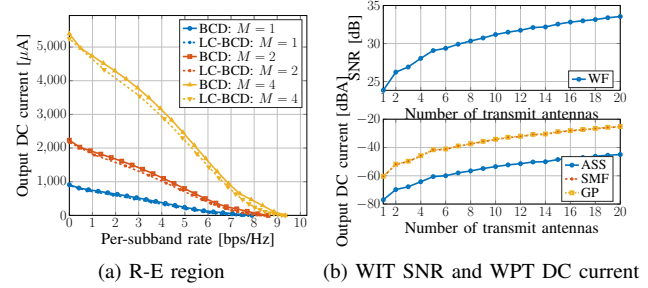 Output DC current [μA]
5,000
4,000
3,000
2,000
1,000
0
0 1 2 3 4 5 6 7 8 9 10
Per-subband rate [bps/Hz]
BCD: M = 1
LC-BCD: M = 1
BCD: M = 2
LC-BCD: M = 2
BCD: M = 4
LC-BCD: M = 4
(a) R-E region
SNR [dB]
35
30
25
1 2 4 6 8 10 12 14 16 18 20
Number of transmit antennas
WF
Output DC current [dBA]
−20
−40
−60
−80
1 2 4 6 8 10 12 14 16 18 20
Number of transmit antennas
ASS
SMF
GP
(b) WIT SNR and WPT DC current